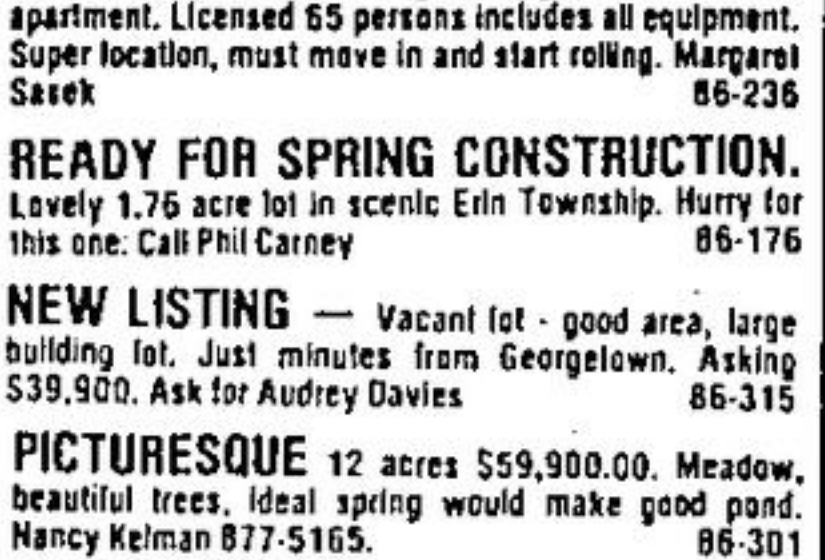 apartment. Licensed 65 persons includes all equipment.
Super location, must move in and start rolling. Margaret
Sasek 86-236
READY FOR SPRING CONSTRUCTION.
Lovely 1.76 acre lot in scenic Erin Township. Hurry for
this one: Call Phil Carney 86-176
NEW LISTING — Vacant lot - good area, large
building lot. Just minutes from Georgetown. Asking
$39,900. Ask for Audrey Davies 86-315
PICTURESQUE 12 acres $59,900.00. Meadow,
beautiful trees, ideal spring would make good pond.
Nancy Kelman 877-5165. 86-301